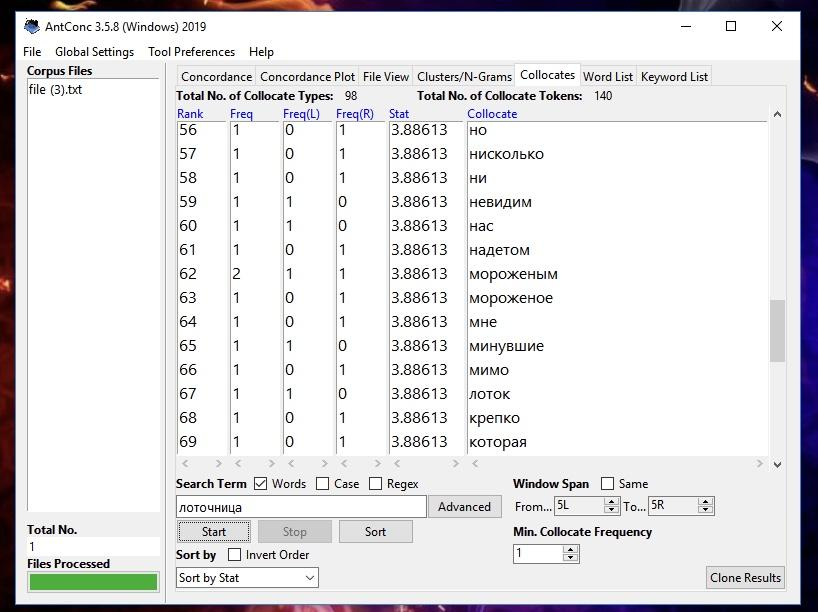 AntConc 3.5.8 (Windows) 2019
File Global Settings Tool Preferences Help
Corpus Files
file (3).txt
Concordance Concordance Plot File View Clusters/N-Grams Collocates Word List Keyword List
Total No. of Collocate Types: 98 Total No. of Collocate Tokens: 140
Rank Freq Freq(L) Freq(R) Stat Collocate
56 1 0 1 3.88613 но
57 1 0 1 3.88613 нисколько
58 1 0 1 3.88613 ни
59 1 1 0 3.88613 невидим
60 1 1 0 3.88613 нас
61 1 0 1 3.88613 надетом
62 2 1 1 3.88613 мороженым
63 1 0 1 3.88613 мороженое
64 1 0 1 3.88613 мне
65 1 1 0 3.88613 минувшие
66 1 0 1 3.88613 мимо
67 1 1 0 3.88613 лоток
68 1 0 1 3.88613 крепко
69 1 0 1 3.88613 которая
Search Term Words Case Regex Window Span Same
лоточница Advanced From... 5L To... 5R
Start Stop Sort Min. Collocate Frequency
Sort by Invert Order 1
Sort by Stat Clone Results
Total No.
1
Files Processed